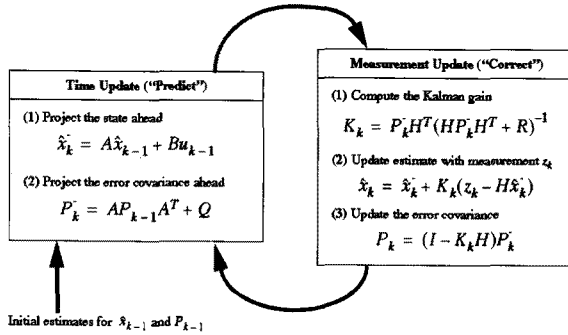 Time Update ("Predict")
(1) Project the state ahead
x̂⁻ₖ = Ax̂ₖ₋₁ + Buₖ₋₁
(2) Project the error covariance ahead
P⁻ₖ = APₖ₋₁Aᵀ + Q
Initial estimates for x̂ₖ₋₁ and Pₖ₋₁
Measurement Update ("Correct")
(1) Compute the Kalman gain
Kₖ = P⁻ₖHᵀ(HP⁻ₖHᵀ + R)⁻¹
(2) Update estimate with measurement zₖ
x̂ₖ = x̂⁻ₖ + Kₖ(zₖ – Hx̂⁻ₖ)
(3) Update the error covariance
Pₖ = (I – KₖH)P⁻ₖ